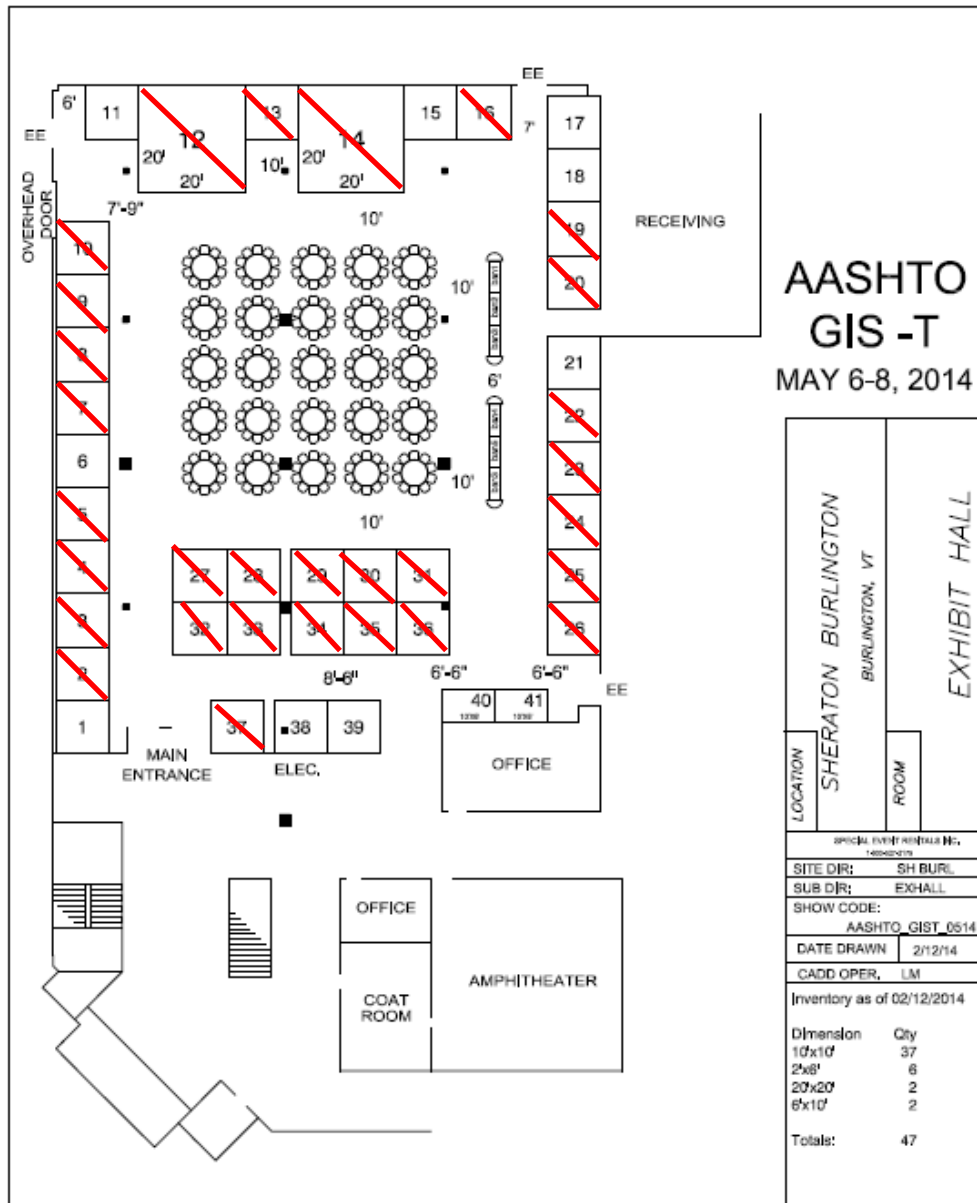 EE
6'
11
13
15
16
12
14
7'
17
EE
20'
20'
10'
20'
20'
18
OVERHEAD
DOOR
7'-9"
10'
19
RECEIVING
10
20
9
10'
8
6'
21
AASHTO
GIS -T
MAY 6-8, 2014
7
22
6
23
10'
5
10'
24
4
27
28
29
30
31
25
3
32
33
34
35
36
26
2
8'-6"
6'-6"
6'-6"
EE
1
37
38
39
40
41
MAIN
ENTRANCE
ELEC.
OFFICE
OFFICE
COAT
ROOM
AMPHITHEATER
LOCATION
SHERATON BURLINGTON
BURLINGTON, VT
ROOM
EXHIBIT HALL
SPECIAL EVENT RENTALS INC.
SITE DIR: SH BURL
SUB DIR: EXHALL
SHOW CODE:
AASHTO_GIST_0514
DATE DRAWN 2/12/14
CADD OPER. LM
Inventory as of 02/12/2014
Dimension Qty
10'x10' 37
2'x6' 6
20'x20' 2
6'x10' 2
Totals: 47